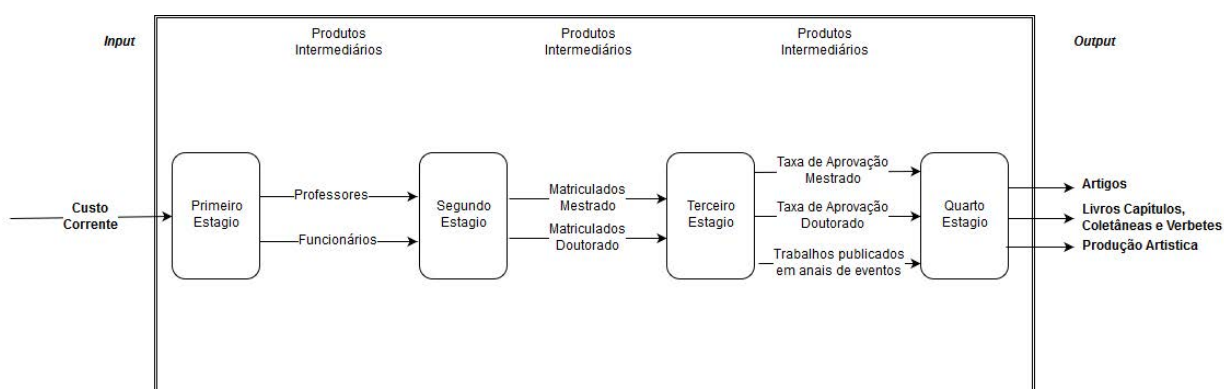 Input
Produtos
Intermediários
Produtos
Intermediários
Produtos
Intermediários
Output
Custo
Corrente
Primeiro
Estagio
Professores
Funcionários
Segundo
Estagio
Matriculados
Mestrado
Matriculados
Doutorado
Terceiro
Estagio
Taxa de Aprovação
Mestrado
Taxa de Aprovação
Doutorado
Trabalhos publicados
em anais de eventos
Quarto
Estagio
Artigos
Livros Capítulos,
Coletâneas e Verbetes
Produção Artistica